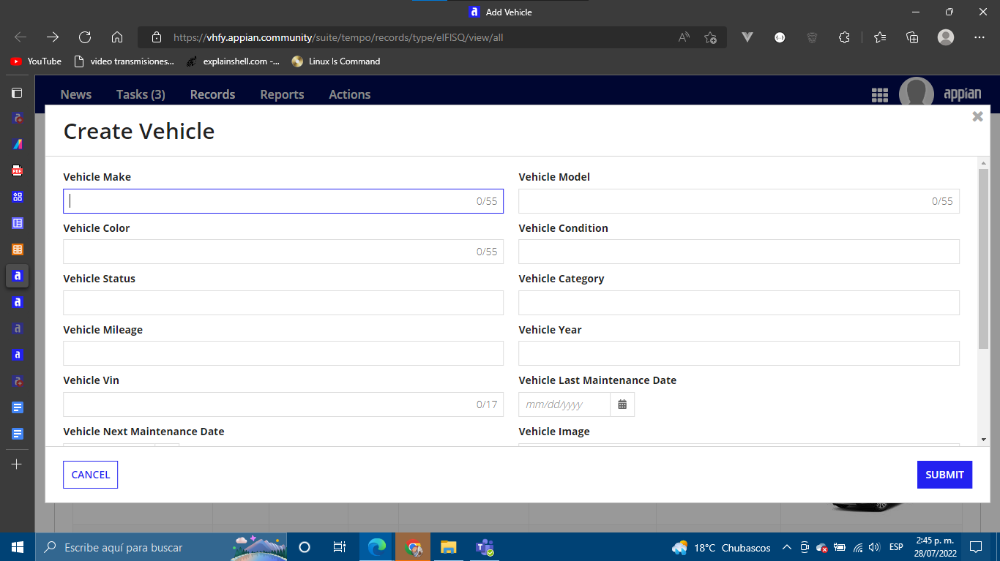 Add Vehicle
https://vhfy.appian.community/suite/tempo/records/type/elFlSQ/view/all
YouTube
video transmisiones...
explainshell.com -...
Linux Is Command
News
Tasks (3)
Records
Reports
Actions
appian
Create Vehicle
Vehicle Make
Vehicle Model
0/55
0/55
Vehicle Color
Vehicle Condition
0/55
Vehicle Status
Vehicle Category
Vehicle Mileage
Vehicle Year
Vehicle Vin
Vehicle Last Maintenance Date
0/17
mm/dd/yyyy
Vehicle Next Maintenance Date
Vehicle Image
CANCEL
SUBMIT
Escribe aquí para buscar
18°C Chubascos
ESP
2:45 p. m.
28/07/2022